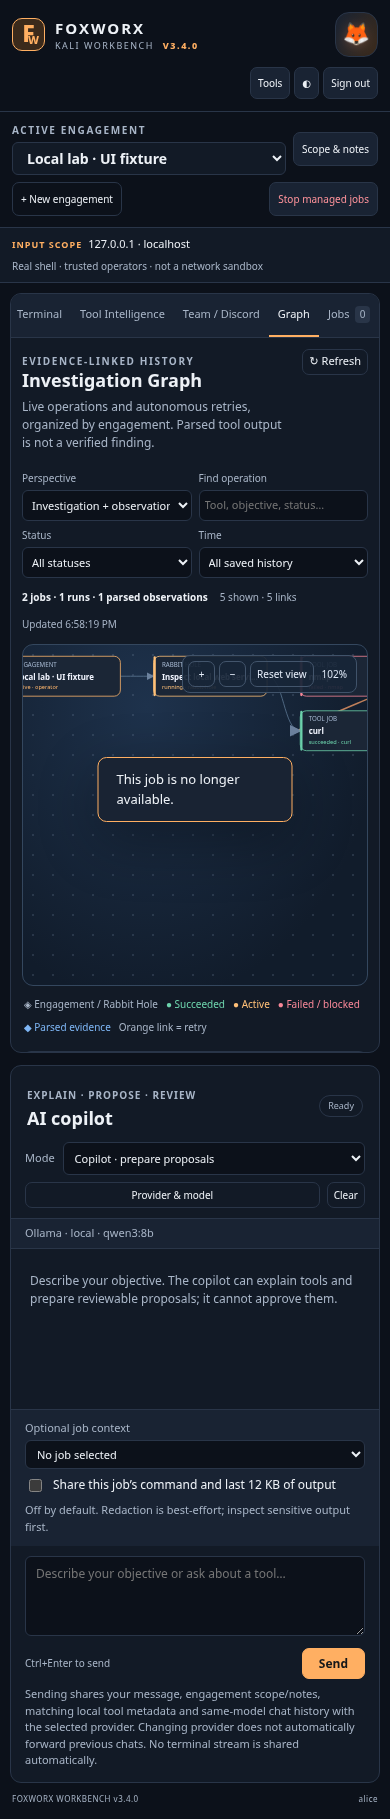 FOXWORX
KALI WORKBENCH V3.4.0
Tools
Sign out
ACTIVE ENGAGEMENT
Local lab · UI fixture
Scope & notes
+ New engagement
Stop managed jobs
INPUT SCOPE 127.0.0.1 · localhost
Real shell · trusted operators · not a network sandbox
Terminal Tool Intelligence Team / Discord Graph Jobs 0
EVIDENCE-LINKED HISTORY
↻ Refresh
Investigation Graph
Live operations and autonomous retries,
organized by engagement. Parsed tool output
is not a verified finding.
Perspective Find operation
Investigation + observation Tool, objective, status...
Status Time
All statuses All saved history
2 jobs · 1 runs · 1 parsed observations 5 shown · 5 links
Updated 6:58:19 PM
GAGEMENT RABBIT
cal lab · UI fixture Inspe
+ − Reset view 102%
ive · operator running
TOOL JOB
curl
succeeded · curl
This job is no longer
available.
◈ Engagement / Rabbit Hole ● Succeeded ● Active ● Failed / blocked
◆ Parsed evidence Orange link = retry
EXPLAIN · PROPOSE · REVIEW
AI copilot
Ready
Mode Copilot · prepare proposals
Provider & model Clear
Ollama · local · qwen3:8b
Describe your objective. The copilot can explain tools and
prepare reviewable proposals; it cannot approve them.
Optional job context
No job selected
Share this job's command and last 12 KB of output
Off by default. Redaction is best-effort; inspect sensitive output
first.
Describe your objective or ask about a tool...
Ctrl+Enter to send
Send
Sending shares your message, engagement scope/notes,
matching local tool metadata and same-model chat history with
the selected provider. Changing provider does not automatically
forward previous chats. No terminal stream is shared
automatically.
FOXWORX WORKBENCH v3.4.0 alice